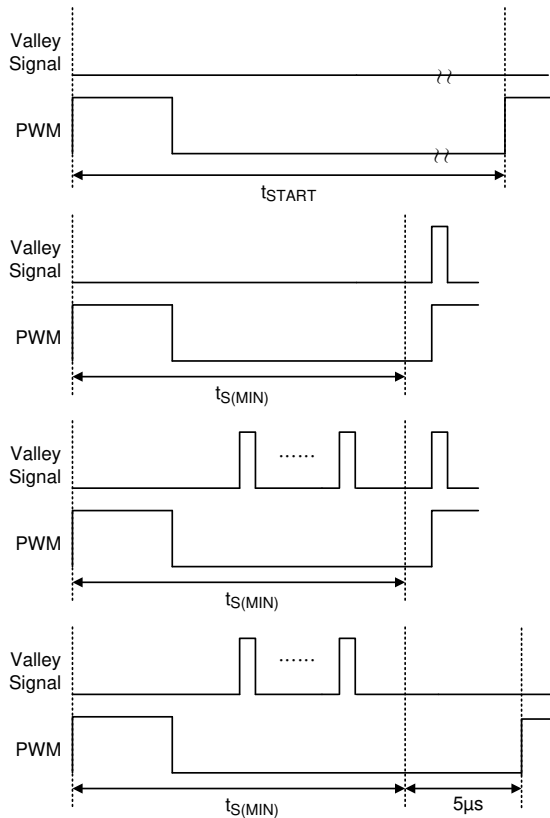 Valley
Signal
PWM
tSTART
Valley
Signal
PWM
tS(MIN)
Valley
Signal
......
PWM
tS(MIN)
Valley
Signal
......
PWM
tS(MIN)
5µs